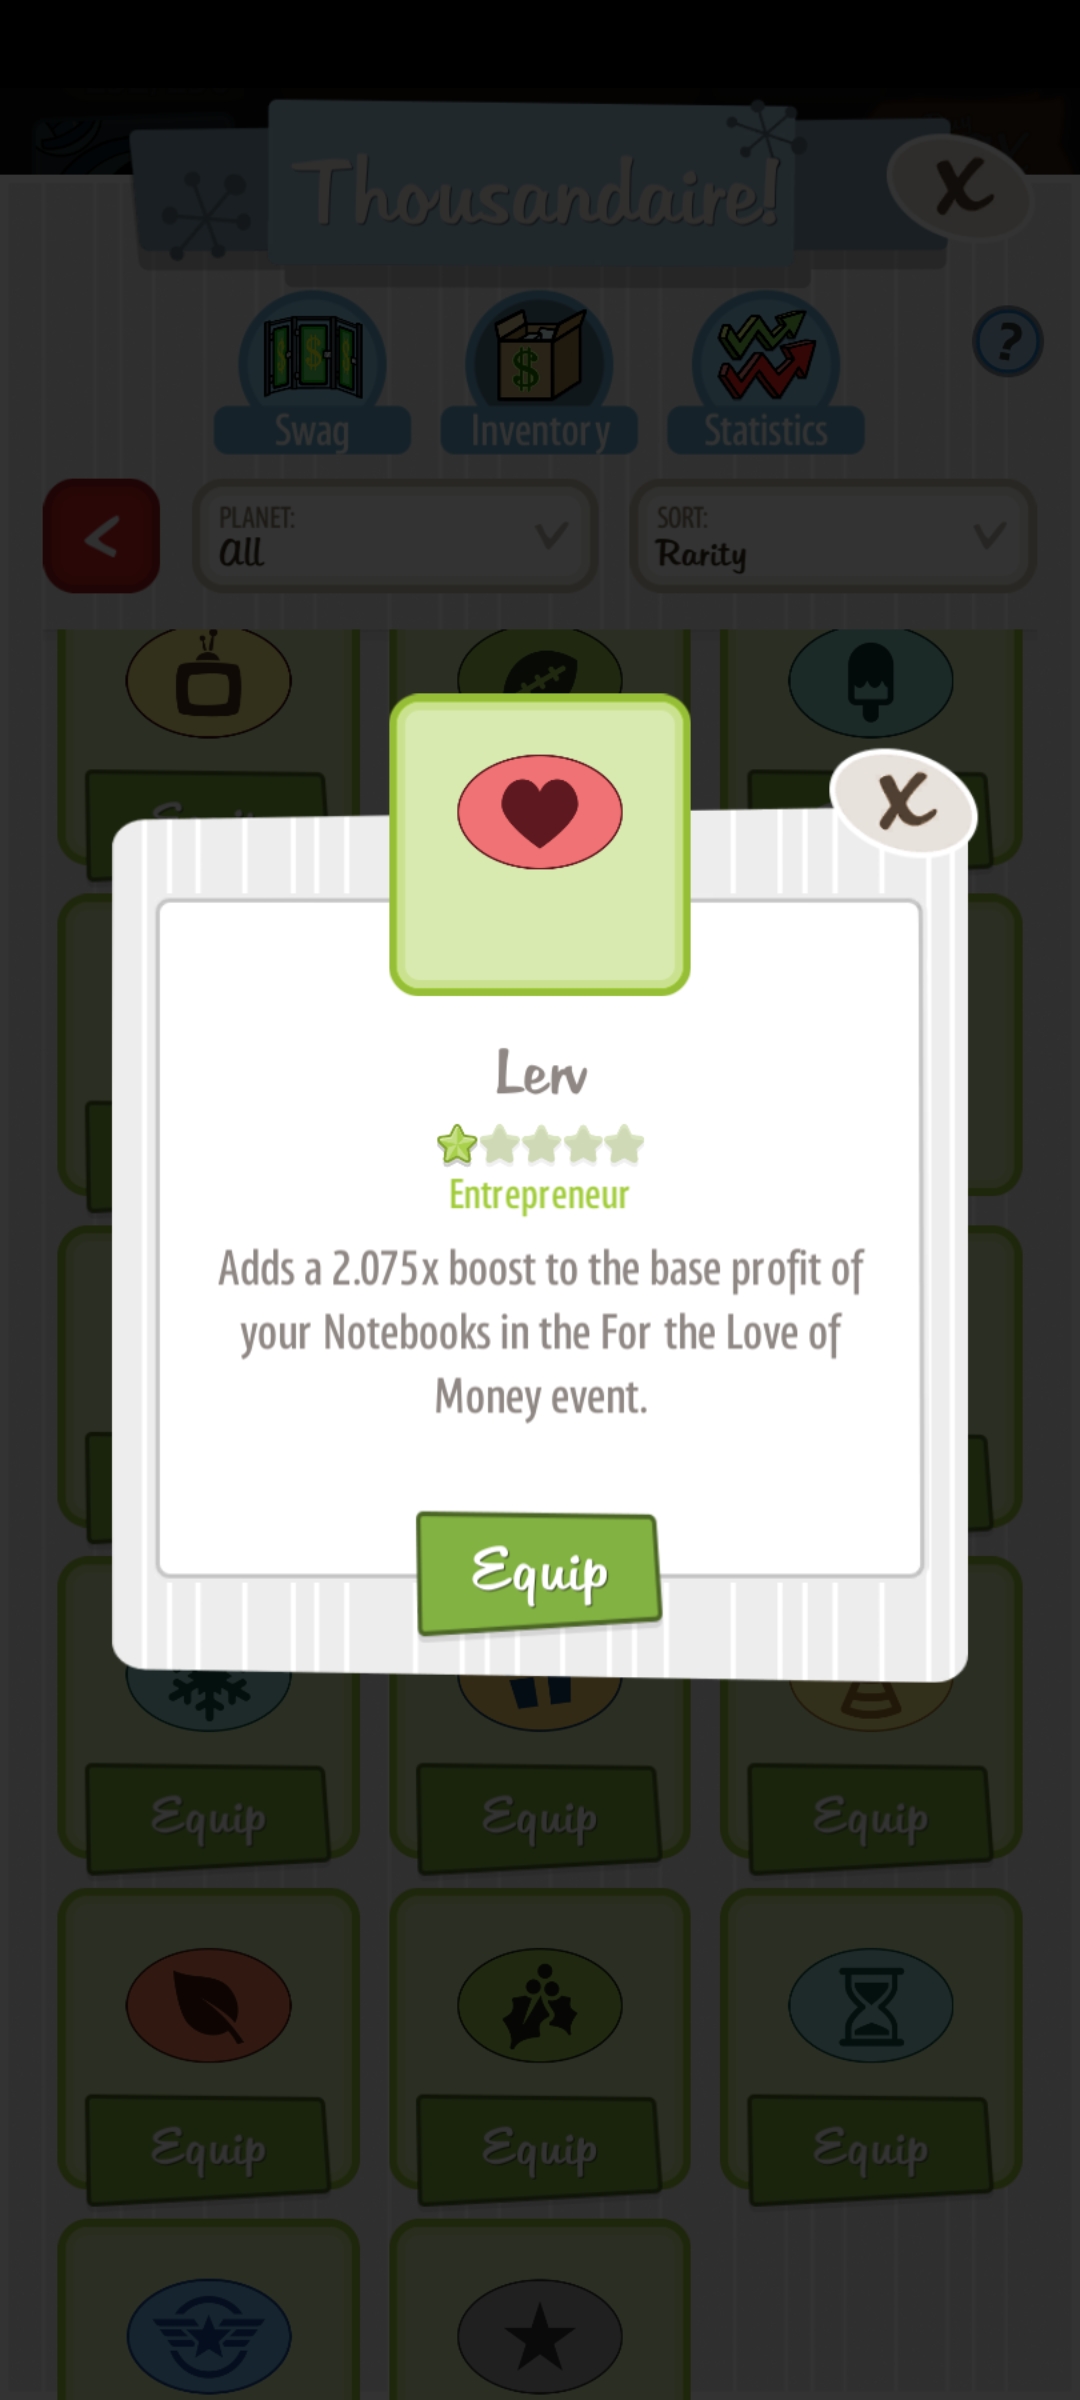 Thousandaire!
X
?
Swag
Inventory
Statistics
<
PLANET:
All
SORT:
Rarity
X
Lerv
Entrepreneur
Adds a 2.075x boost to the base profit of
your Notebooks in the For the Love of
Money event.
Equip
Equip
Equip
Equip
Equip
Equip
Equip